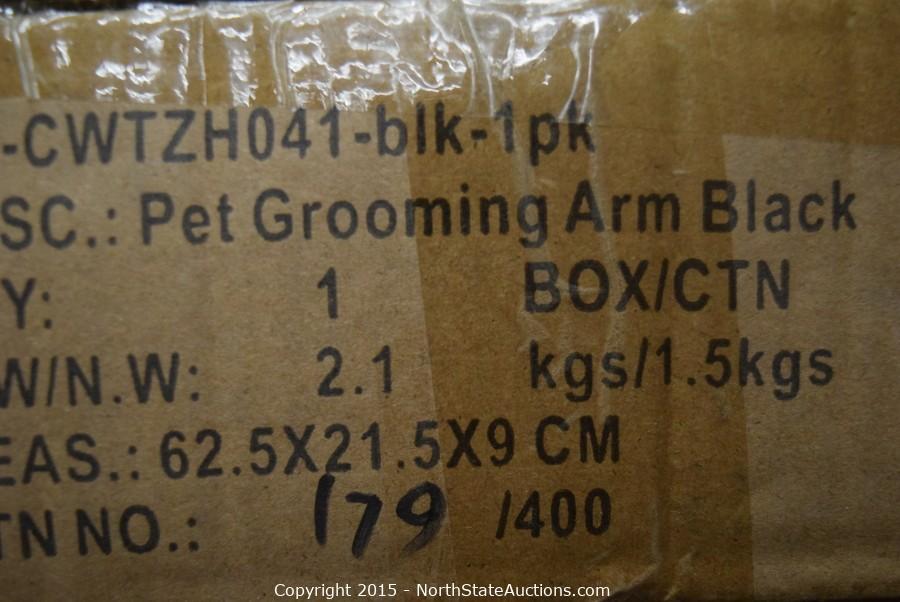 -CWTZH041-blk-1pk
SC.: Pet Grooming Arm Black
Y: 1 BOX/CTN
W/N.W: 2.1 kgs/1.5kgs
EAS.: 62.5X21.5X9 CM
TN NO.: 179 /400
Copyright 2015 - NorthStateAuctions.com